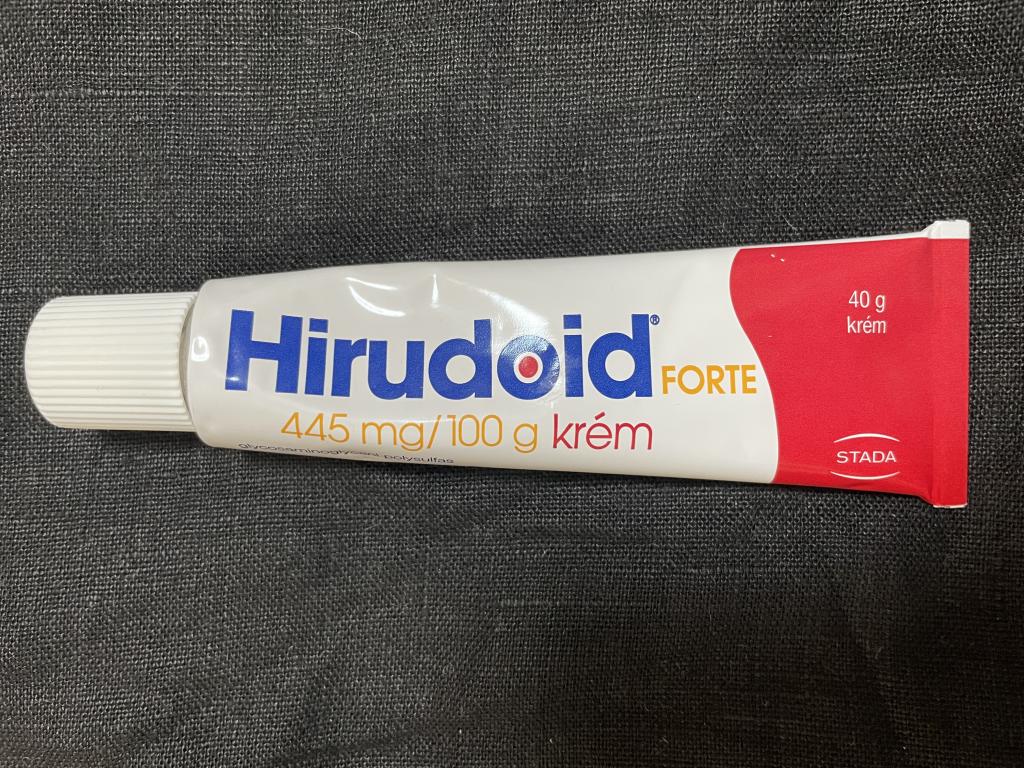 Hirudoid® FORTE
445 mg/100 g krém
glycosaminoglycani polysulfas
40 g
krém
STADA